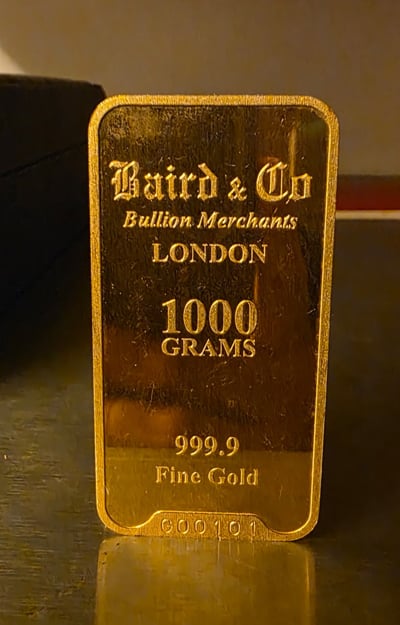 Baird & Co
Bullion Merchants
LONDON
1000
GRAMS
999.9
Fine Gold
G00101